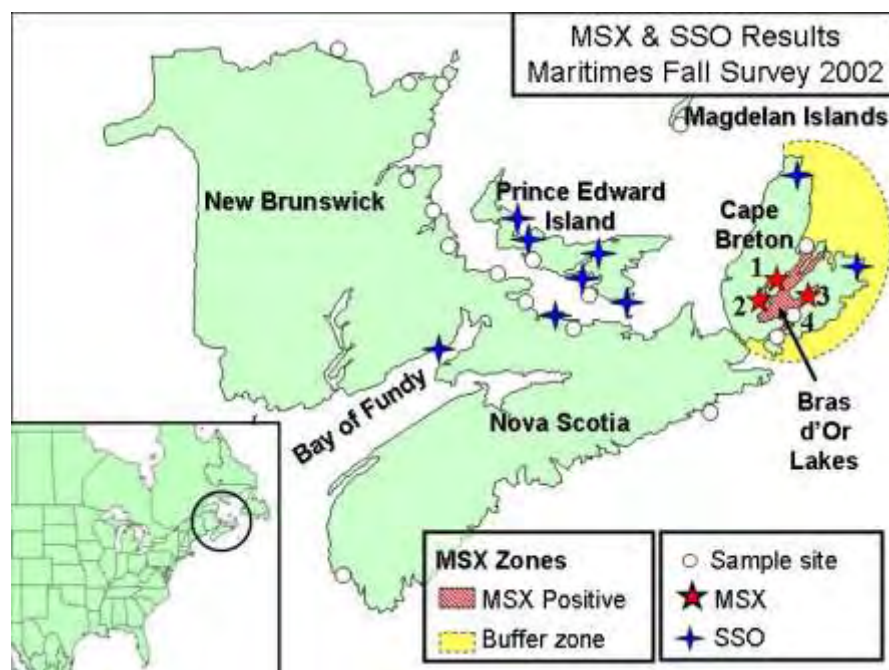 MSX & SSO Results
Maritimes Fall Survey 2002
Magdelan Islands
New Brunswick
Prince Edward
Island
Cape
Breton
1
2
3
4
Bay of Fundy
Nova Scotia
Bras
d'Or
Lakes
MSX Zones
MSX Positive
Buffer zone
Sample site
MSX
SSO